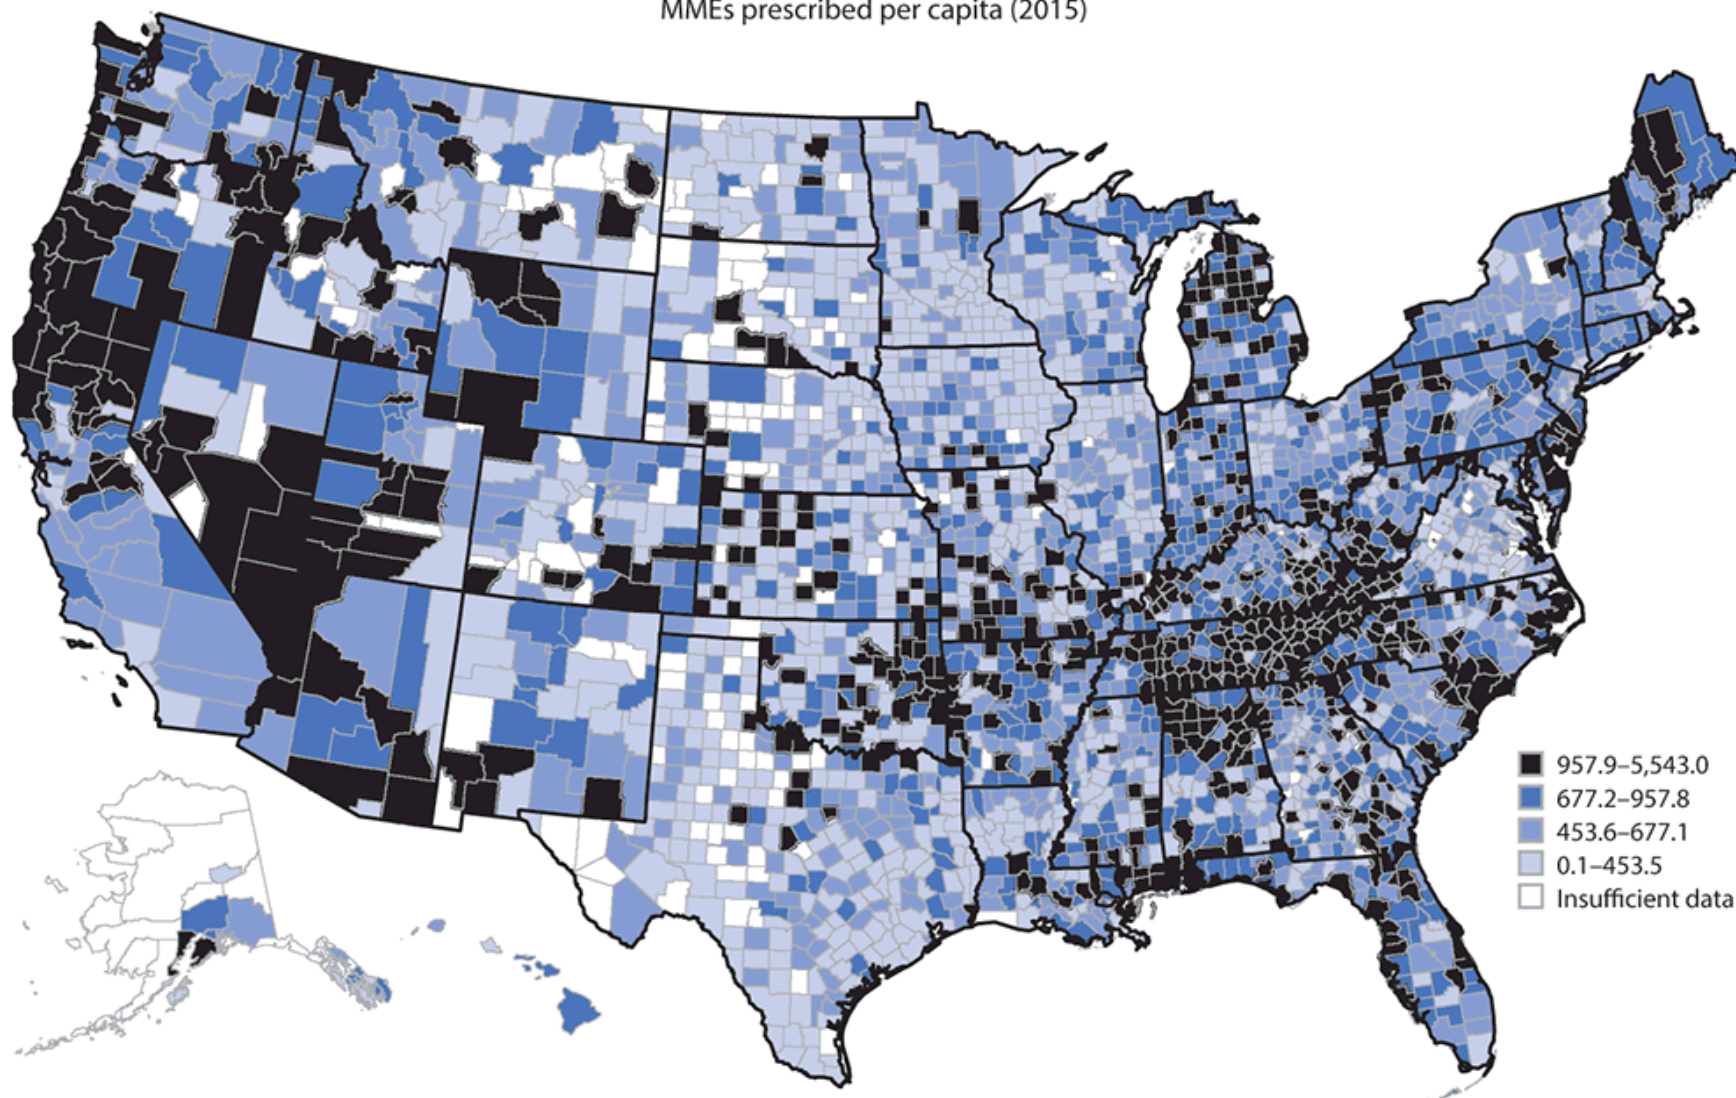 MMEs prescribed per capita (2015)
957.9–5,543.0
677.2–957.8
453.6–677.1
0.1–453.5
Insufficient data